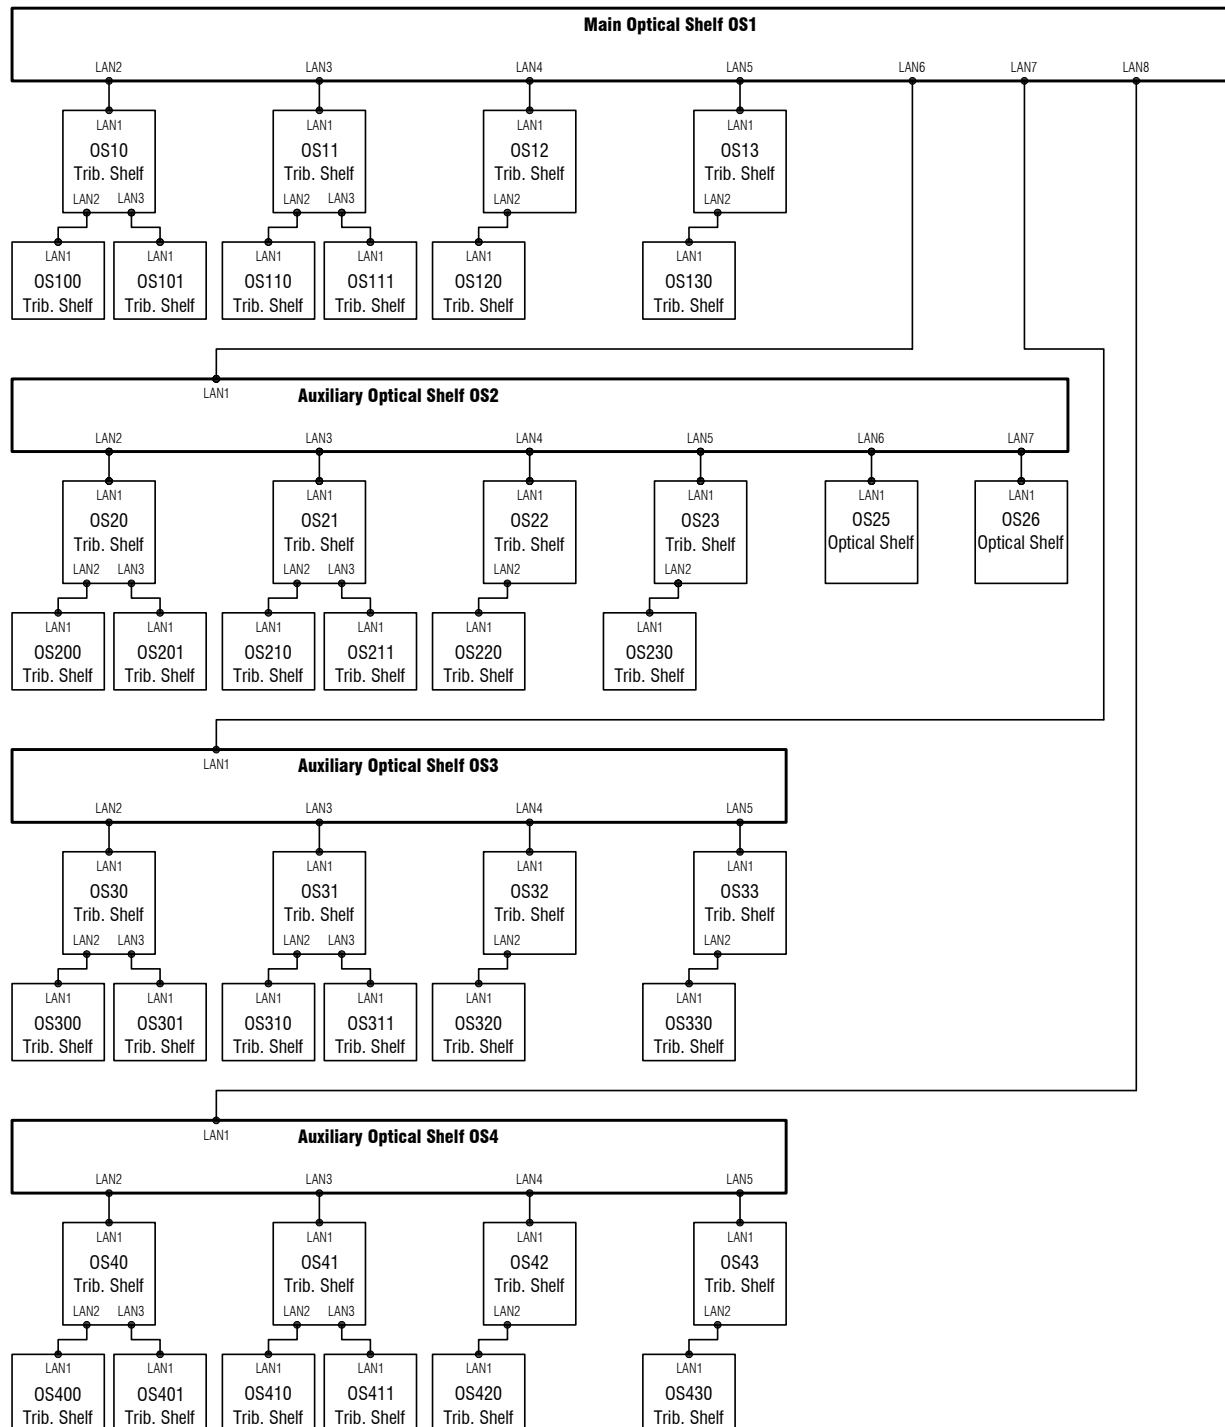 Main Optical Shelf OS1
LAN2 LAN3 LAN4 LAN5 LAN6 LAN7 LAN8
LAN1 LAN1 LAN1 LAN1
OS10 OS11 OS12 OS13
Trib. Shelf Trib. Shelf Trib. Shelf Trib. Shelf
LAN2 LAN3 LAN2 LAN3 LAN2 LAN2
LAN1 LAN1 LAN1 LAN1 LAN1 LAN1
OS100 OS101 OS110 OS111 OS120 OS130
Trib. Shelf Trib. Shelf Trib. Shelf Trib. Shelf Trib. Shelf Trib. Shelf
LAN1 Auxiliary Optical Shelf OS2
LAN2 LAN3 LAN4 LAN5 LAN6 LAN7
LAN1 LAN1 LAN1 LAN1 LAN1 LAN1
OS20 OS21 OS22 OS23 OS25 OS26
Trib. Shelf Trib. Shelf Trib. Shelf Trib. Shelf Optical Shelf Optical Shelf
LAN2 LAN3 LAN2 LAN3 LAN2 LAN2
LAN1 LAN1 LAN1 LAN1 LAN1 LAN1
OS200 OS201 OS210 OS211 OS220 OS230
Trib. Shelf Trib. Shelf Trib. Shelf Trib. Shelf Trib. Shelf Trib. Shelf
LAN1 Auxiliary Optical Shelf OS3
LAN2 LAN3 LAN4 LAN5
LAN1 LAN1 LAN1 LAN1
OS30 OS31 OS32 OS33
Trib. Shelf Trib. Shelf Trib. Shelf Trib. Shelf
LAN2 LAN3 LAN2 LAN3 LAN2 LAN2
LAN1 LAN1 LAN1 LAN1 LAN1 LAN1
OS300 OS301 OS310 OS311 OS320 OS330
Trib. Shelf Trib. Shelf Trib. Shelf Trib. Shelf Trib. Shelf Trib. Shelf
LAN1 Auxiliary Optical Shelf OS4
LAN2 LAN3 LAN4 LAN5
LAN1 LAN1 LAN1 LAN1
OS40 OS41 OS42 OS43
Trib. Shelf Trib. Shelf Trib. Shelf Trib. Shelf
LAN2 LAN3 LAN2 LAN3 LAN2 LAN2
LAN1 LAN1 LAN1 LAN1 LAN1 LAN1
OS400 OS401 OS410 OS411 OS420 OS430
Trib. Shelf Trib. Shelf Trib. Shelf Trib. Shelf Trib. Shelf Trib. Shelf